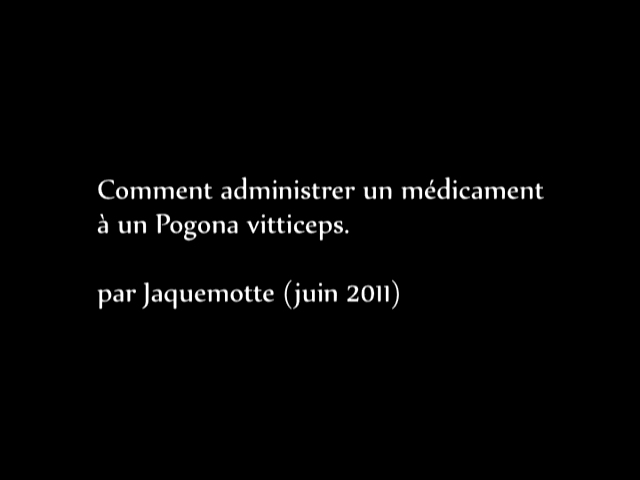 Comment administrer un médicament
à un Pogona vitticeps.
par Jaquemotte (juin 2011)